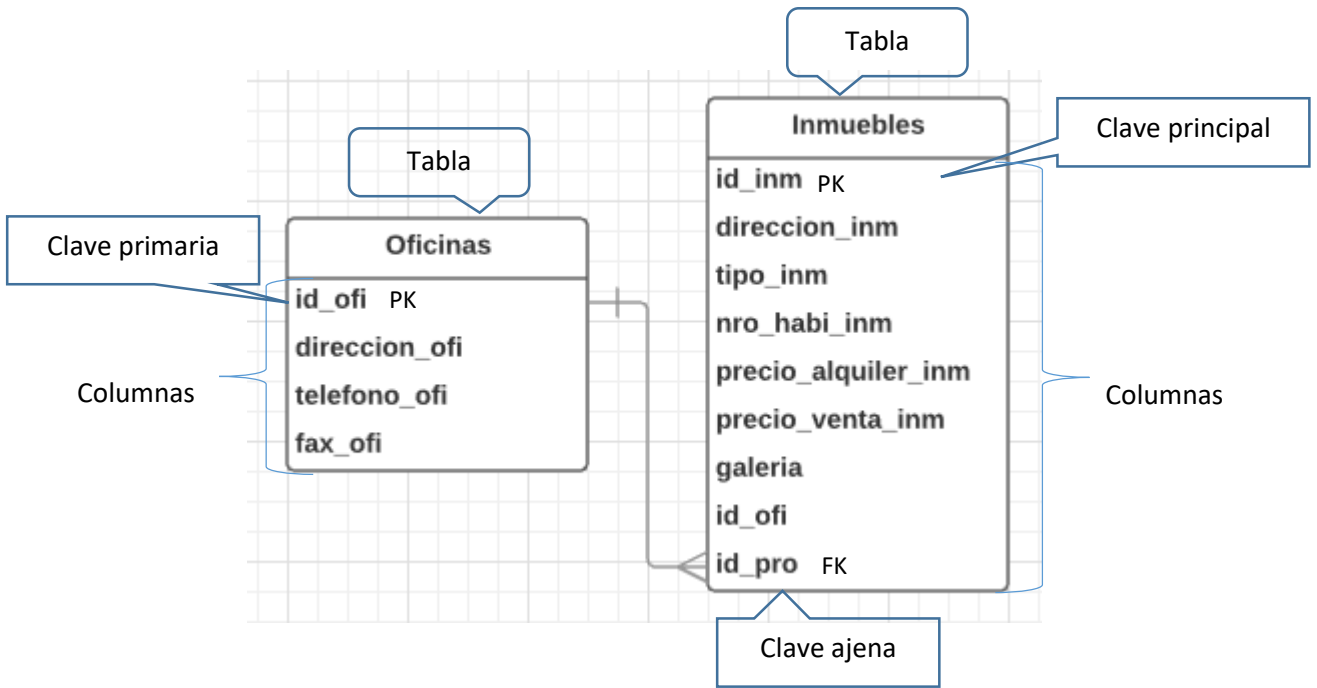 Tabla
Inmuebles
Clave principal
Tabla
id_inm PK
direccion_inm
Clave primaria
Oficinas
tipo_inm
id_ofi PK
nro_habi_inm
direccion_ofi
precio_alquiler_inm
Columnas
telefono_ofi
Columnas
precio_venta_inm
fax_ofi
galeria
id_ofi
id_pro FK
Clave ajena